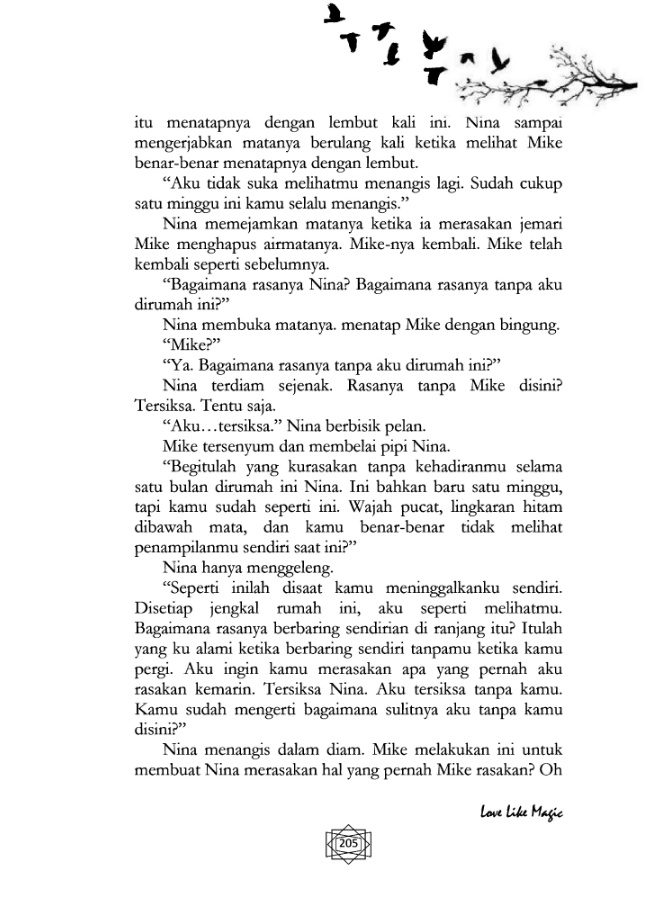 itu menatapnya dengan lembut kali ini. Nina sampai
mengerjabkan matanya berulang kali ketika melihat Mike
benar-benar menatapnya dengan lembut.
“Aku tidak suka melihatmu menangis lagi. Sudah cukup
satu minggu ini kamu selalu menangis.”
Nina memejamkan matanya ketika ia merasakan jemari
Mike menghapus airmatanya. Mike-nya kembali. Mike telah
kembali seperti sebelumnya.
“Bagaimana rasanya Nina? Bagaimana rasanya tanpa aku
dirumah ini?”
Nina membuka matanya. menatap Mike dengan bingung.
“Mike?”
“Ya. Bagaimana rasanya tanpa aku dirumah ini?”
Nina terdiam sejenak. Rasanya tanpa Mike disini?
Tersiksa. Tentu saja.
“Aku…tersiksa.” Nina berbisik pelan.
Mike tersenyum dan membelai pipi Nina.
“Begitulah yang kurasakan tanpa kehadiranmu selama
satu bulan dirumah ini Nina. Ini bahkan baru satu minggu,
tapi kamu sudah seperti ini. Wajah pucat, lingkaran hitam
dibawah mata, dan kamu benar-benar tidak melihat
penampilanmu sendiri saat ini?”
Nina hanya menggeleng.
“Seperti inilah disaat kamu meninggalkanku sendiri.
Disetiap jengkal rumah ini, aku seperti melihatmu.
Bagaimana rasanya berbaring sendirian di ranjang itu? Itulah
yang ku alami ketika berbaring sendiri tanpamu ketika kamu
pergi. Aku ingin kamu merasakan apa yang pernah aku
rasakan kemarin. Tersiksa Nina. Aku tersiksa tanpa kamu.
Kamu sudah mengerti bagaimana sulitnya aku tanpa kamu
disini?”
Nina menangis dalam diam. Mike melakukan ini untuk
membuat Nina merasakan hal yang pernah Mike rasakan? Oh
Love Like Magic
205